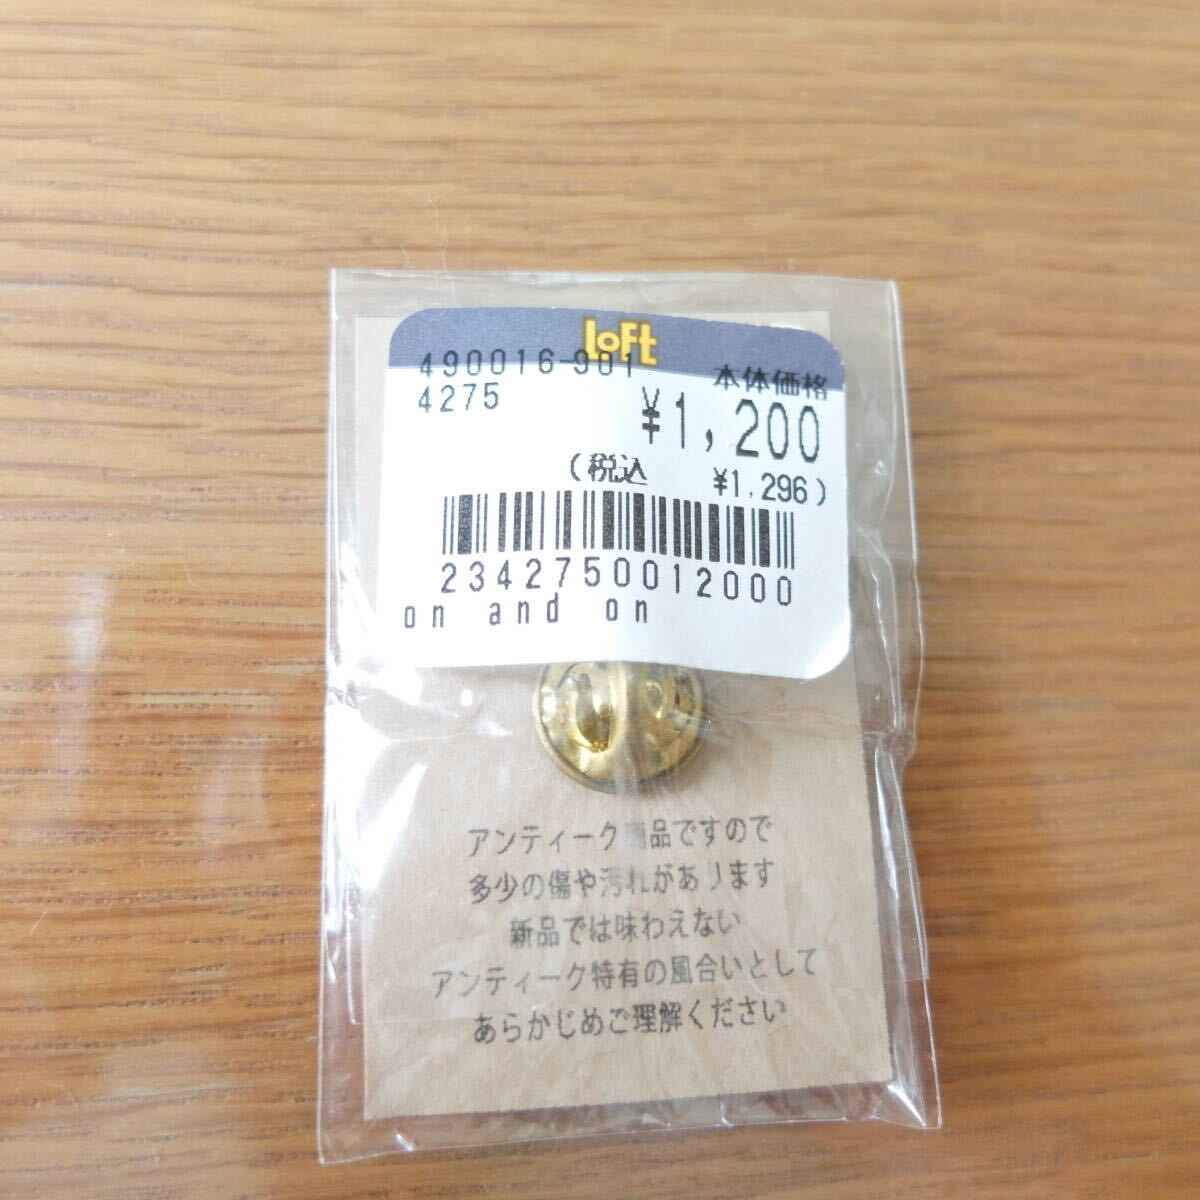 loft
490016-901
4275
本体価格
¥1,200
(税込 ¥1,296)
2342750012000
on and on
アンティーク商品ですので
多少の傷や汚れがあります
新品では味わえない
アンティーク特有の風合いとして
あらかじめご理解ください